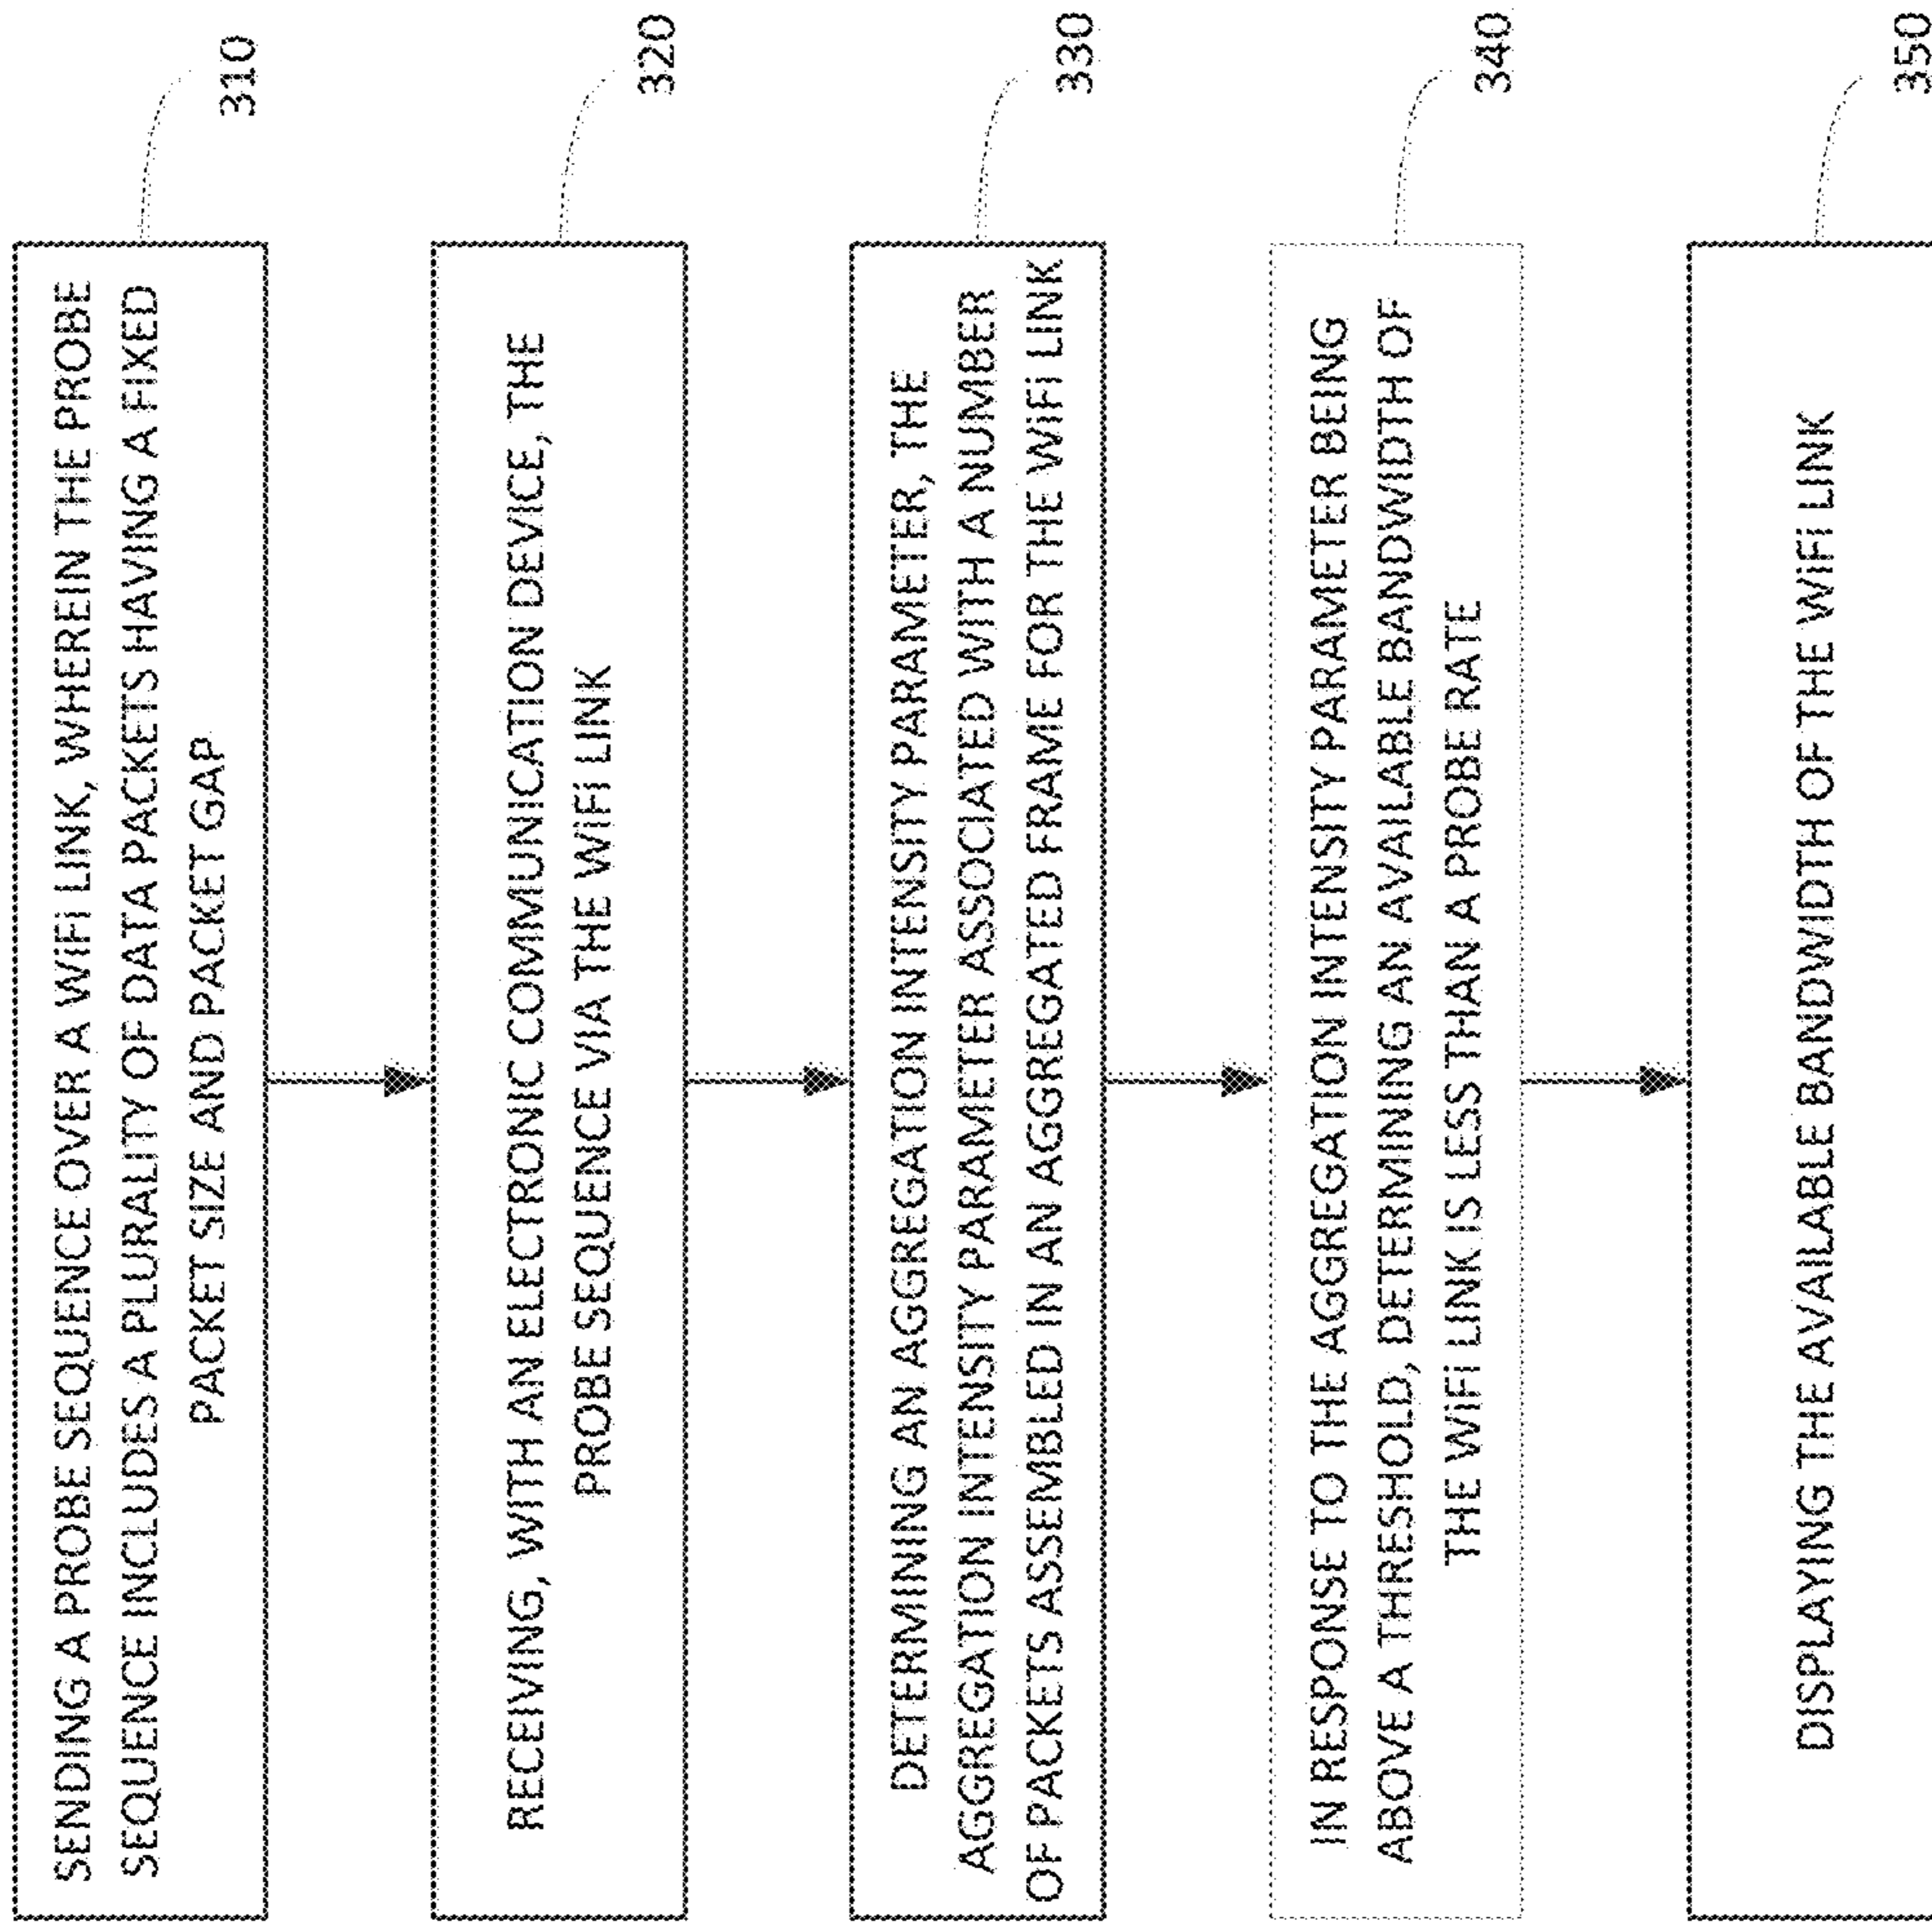 SENDING A PROBE SEQUENCE OVER A WiFi LINK, WHEREIN THE PROBE
SEQUENCE INCLUDES A PLURALITY OF DATA PACKETS HAVING A FIXED
PACKET SIZE AND PACKET GAP
310
RECEIVING, WITH AN ELECTRONIC COMMUNICATION DEVICE, THE
PROBE SEQUENCE VIA THE WiFi LINK
320
DETERMINING AN AGGREGATION INTENSITY PARAMETER, THE
AGGREGATION INTENSITY PARAMETER ASSOCIATED WITH A NUMBER
OF PACKETS ASSEMBLED IN AN AGGREGATED FRAME FOR THE WiFi LINK
330
IN RESPONSE TO THE AGGREGATION INTENSITY PARAMETER BEING
ABOVE A THRESHOLD, DETERMINING AN AVAILABLE BANDWIDTH OF
THE WiFi LINK IS LESS THAN A PROBE RATE
340
DISPLAYING THE AVAILABLE BANDWIDTH OF THE WiFi LINK
350